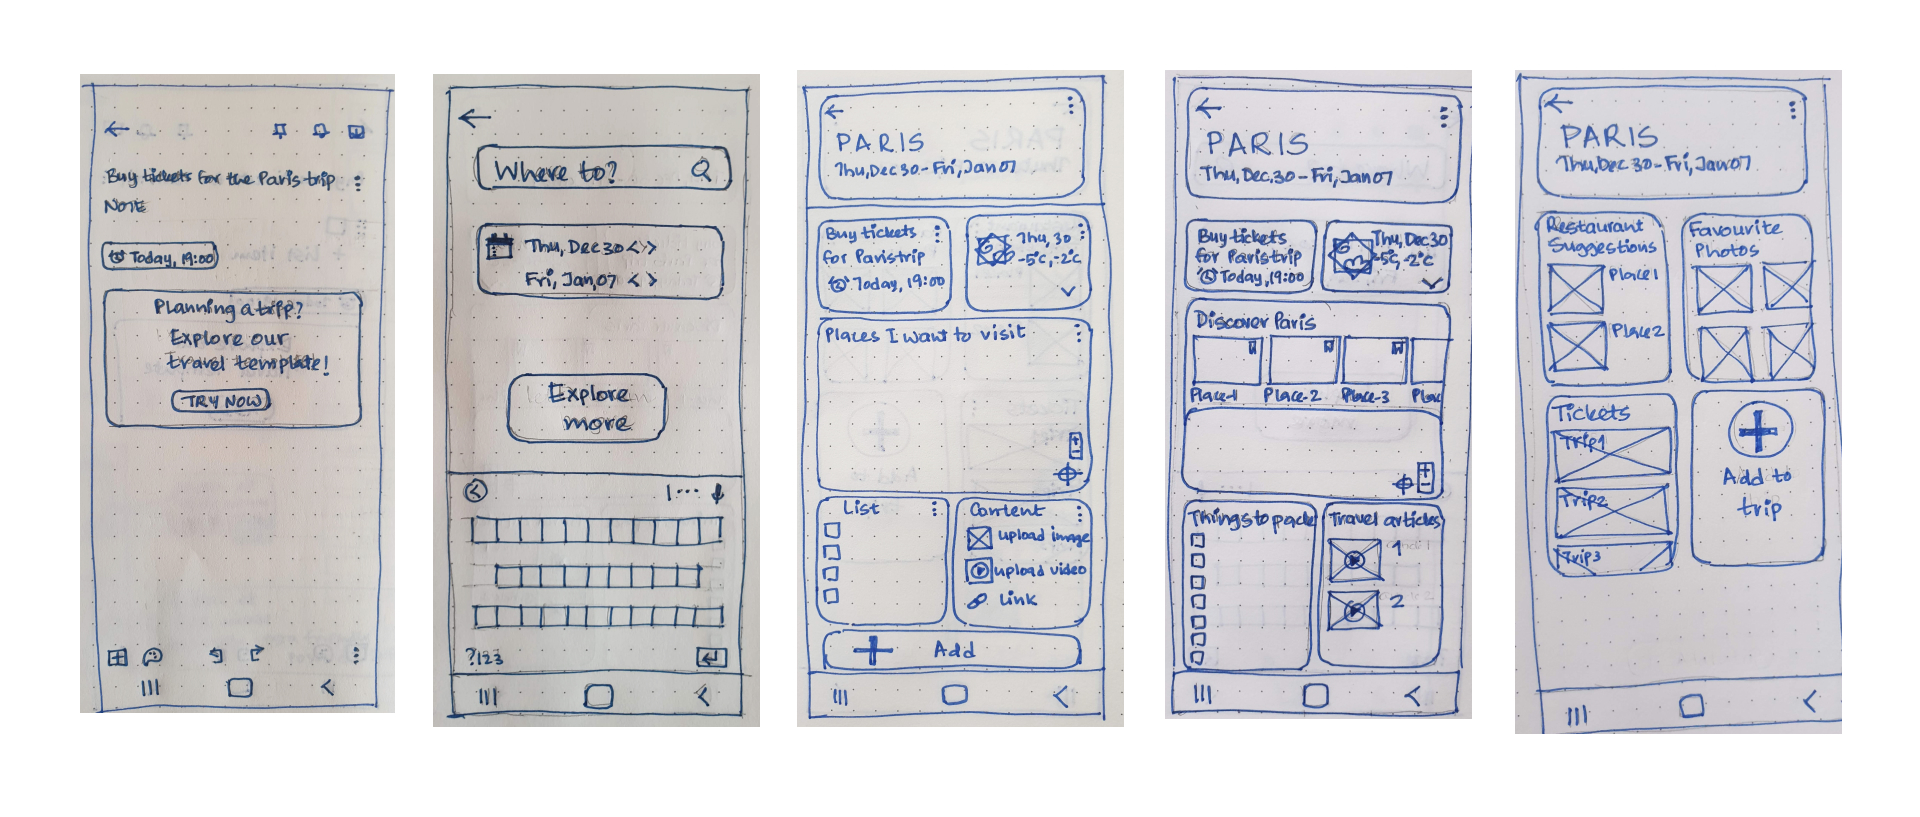 Buy tickets for the Paris trip
NOTE
Today, 19:00
Planning a trip?
Explore our
travel template!
TRY NOW
Where to?
Thu, Dec 30 < >
Fri, Jan, 07 < >
Explore
more
?123
PARIS
Thu, Dec 30 - Fri, Jan 07
Buy tickets
for Paris trip
Today, 19:00
Thu, 30
-5°C, -2°C
Places I want to visit
+
-
List
Content
upload image
upload video
Link
+ Add
PARIS
Thu, Dec. 30 - Fri, Jan 07
Buy tickets
for Paris trip
Today, 19:00
Thu, Dec 30
-5°C, -2°C
Discover Paris
Place-1 Place-2 Place-3 Plac
+
-
Things to pack
Travel articles
1
2
PARIS
Thu, Dec. 30 - Fri, Jan 07
Restaurant
Suggestions
Place 1
Place 2
Favourite
Photos
Tickets
Trip 1
Trip 2
Trip 3
+
Add to
trip